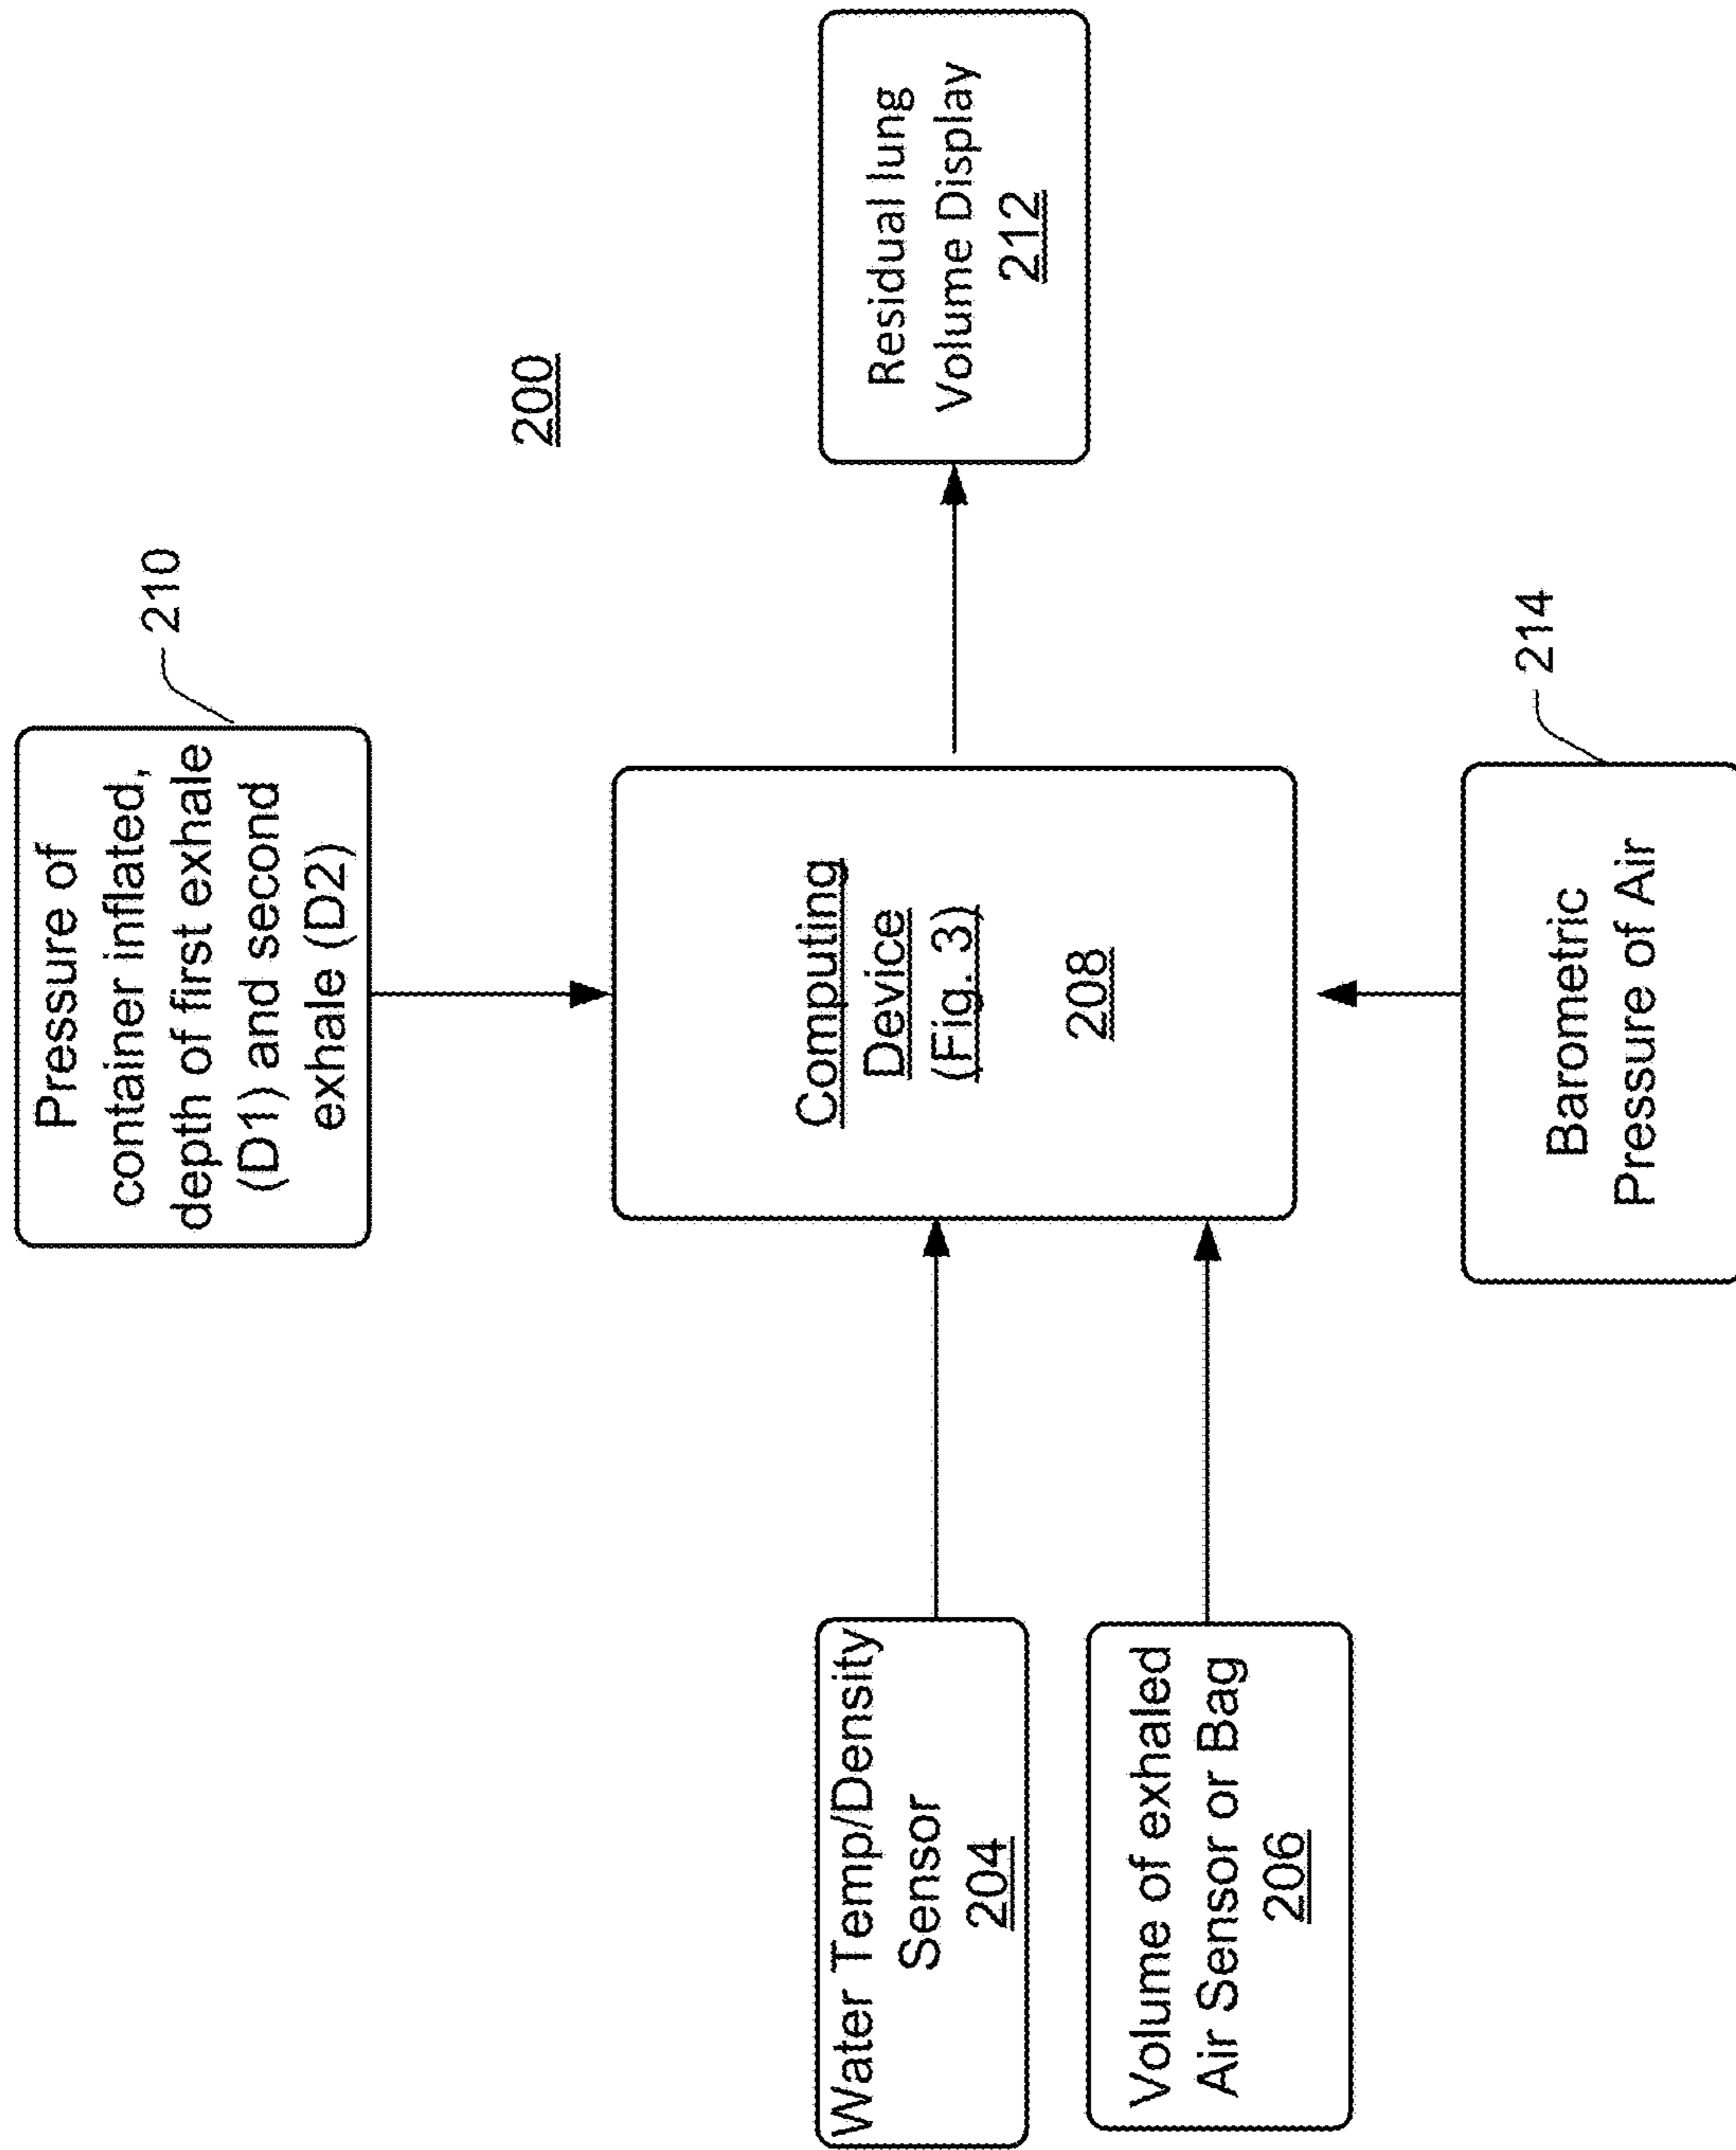 Pressure of
container inflated,
depth of first exhale
(D1) and second
exhale (D2)
210
200
Water Temp/Density
Sensor
204
Volume of exhaled
Air Sensor or Bag
206
Computing
Device
(Fig. 3)
208
Residual lung
Volume Display
212
Barometric
Pressure of Air
214